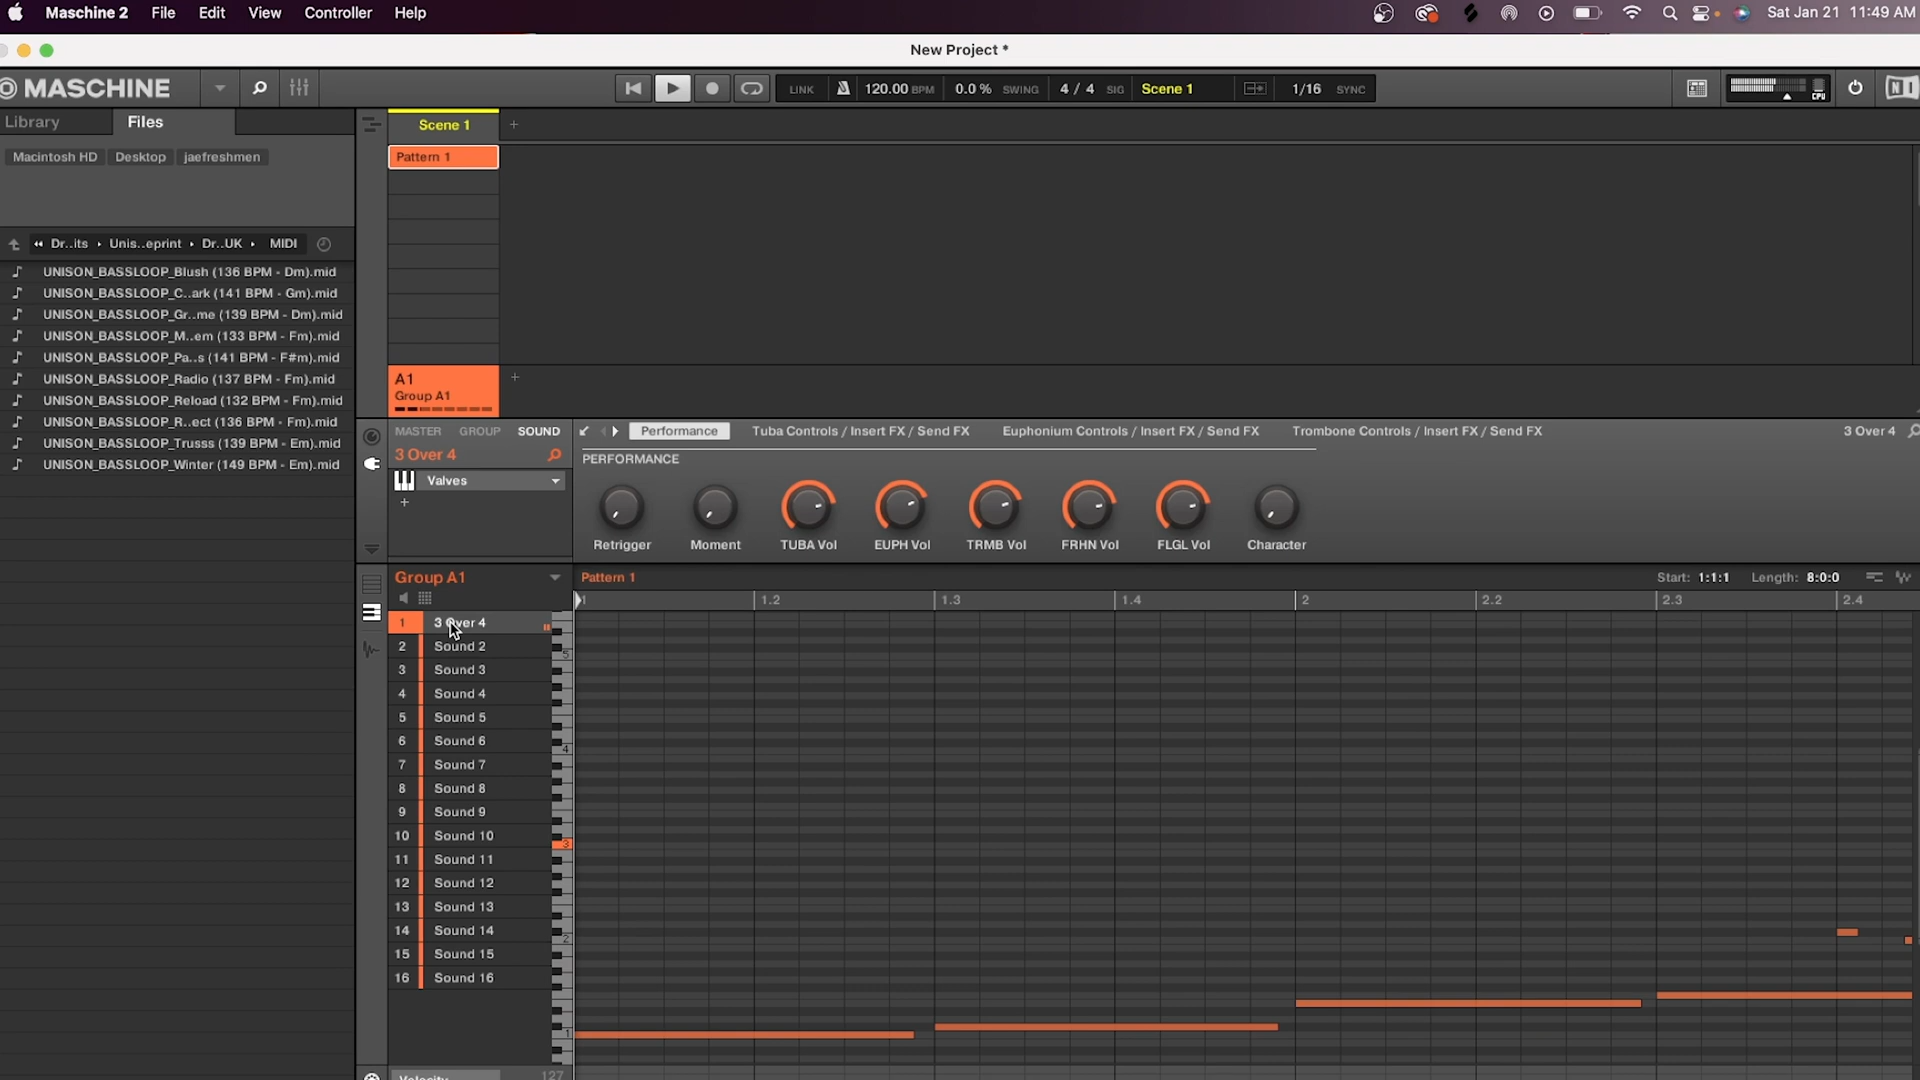 Maschine 2 File Edit View Controller Help Sat Jan 21 11:49 AM
New Project *
MASCHINE LINK 120.00 BPM 0.0 % SWING 4 / 4 SIG Scene 1 1/16 SYNC CPU NI
Library Files
Scene 1 +
Macintosh HD Desktop jaefreshmen
Pattern 1
Dr..its Unis..eprint Dr..UK MIDI
UNISON_BASSLOOP_Blush (136 BPM - Dm).mid
UNISON_BASSLOOP_C..ark (141 BPM - Gm).mid
UNISON_BASSLOOP_Gr..me (139 BPM - Dm).mid
UNISON_BASSLOOP_M..em (133 BPM - Fm).mid
UNISON_BASSLOOP_Pa..s (141 BPM - F#m).mid
UNISON_BASSLOOP_Radio (137 BPM - Fm).mid
UNISON_BASSLOOP_Reload (132 BPM - Fm).mid
UNISON_BASSLOOP_R..ect (136 BPM - Fm).mid
UNISON_BASSLOOP_Trusss (139 BPM - Em).mid
UNISON_BASSLOOP_Winter (149 BPM - Em).mid
A1 +
Group A1
MASTER GROUP SOUND Performance Tuba Controls / Insert FX / Send FX Euphonium Controls / Insert FX / Send FX Trombone Controls / Insert FX / Send FX 3 Over 4
3 Over 4
PERFORMANCE
Valves
+
Retrigger Moment TUBA Vol EUPH Vol TRMB Vol FRHN Vol FLGL Vol Character
Group A1 Pattern 1 Start: 1:1:1 Length: 8:0:0
1 1.2 1.3 1.4 2 2.2 2.3 2.4
1 3 Over 4
2 Sound 2
5
3 Sound 3
4 Sound 4
5 Sound 5
6 Sound 6
4
7 Sound 7
8 Sound 8
9 Sound 9
10 Sound 10
3
11 Sound 11
12 Sound 12
13 Sound 13
14 Sound 14
2
15 Sound 15
16 Sound 16
1
Velocity 127